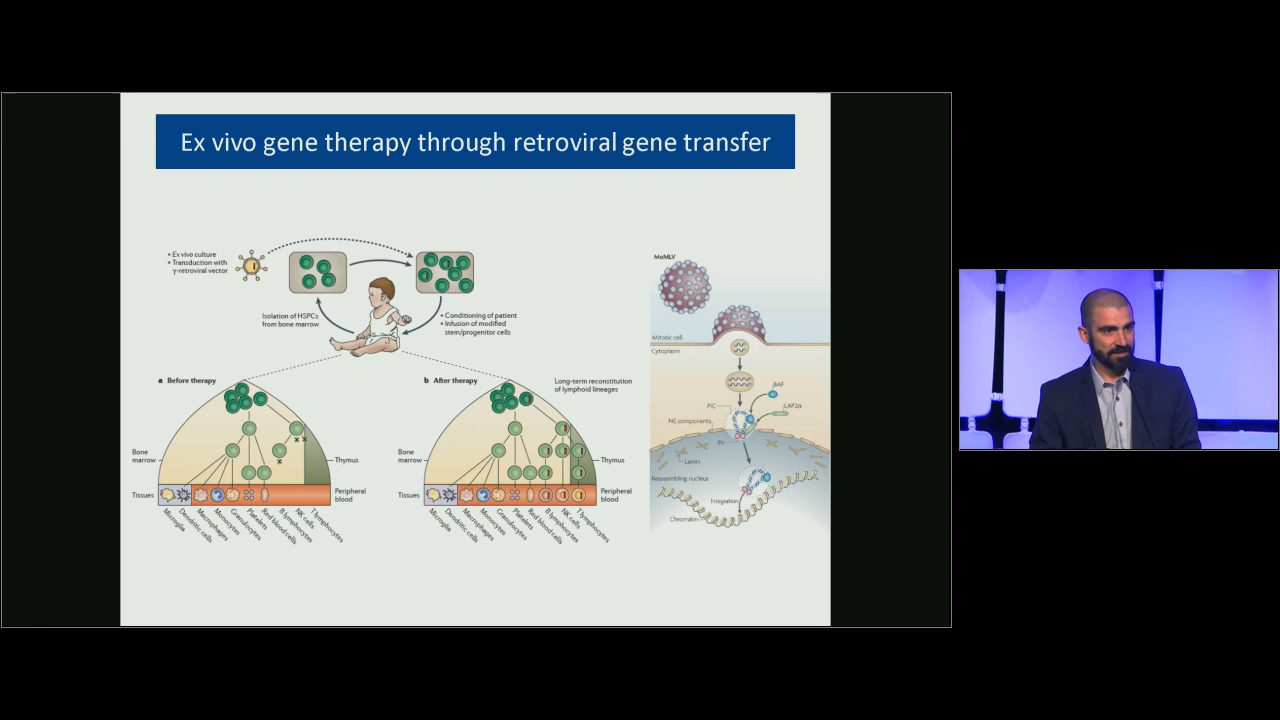 Ex vivo gene therapy through retroviral gene transfer
• Ex vivo culture
• Transduction with
γ-retroviral vector
Isolation of HSPCs
from bone marrow
• Conditioning of patient
• Infusion of modified
stem/progenitor cells
a Before therapy
Bone
marrow
Thymus
Tissues
Peripheral
blood
Microglia
Dendritic cells
Macrophages
Monocytes
Granulocytes
Platelets
Red blood cells
B lymphocytes
NK cells
T lymphocytes
b After therapy
Long-term reconstitution
of lymphoid lineages
Bone
marrow
Thymus
Tissues
Peripheral
blood
Microglia
Dendritic cells
Macrophages
Monocytes
Granulocytes
Platelets
Red blood cells
B lymphocytes
NK cells
T lymphocytes
MoMLV
Mitotic cell
Cytoplasm
BAF
PIC
LAP2α
NE components
IN
Lamin
Reassembling nucleus
Integration
Chromatin